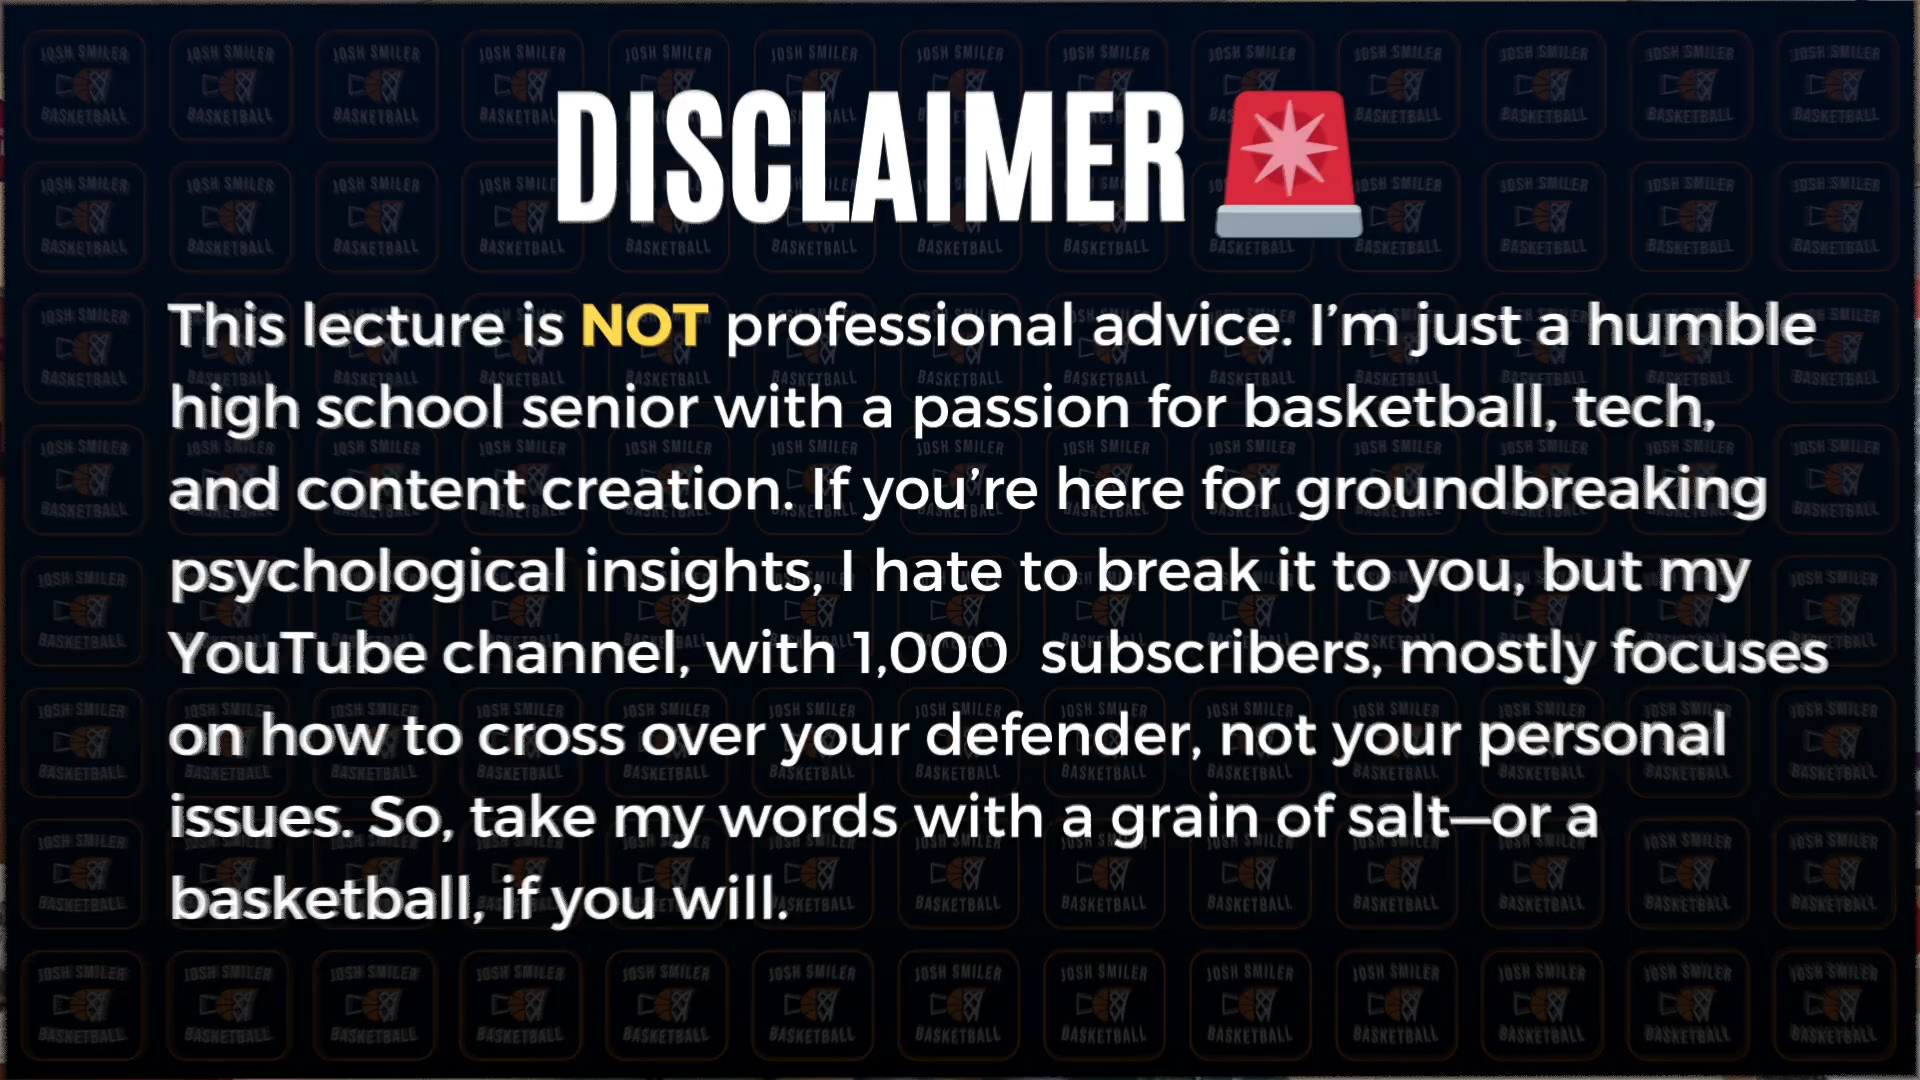 DISCLAIMER
This lecture is NOT professional advice. I’m just a humble
high school senior with a passion for basketball, tech,
and content creation. If you’re here for groundbreaking
psychological insights, I hate to break it to you, but my
YouTube channel, with 1,000  subscribers, mostly focuses
on how to cross over your defender, not your personal
issues. So, take my words with a grain of salt—or a
basketball, if you will.
JOSH SMILER
BASKETBALL